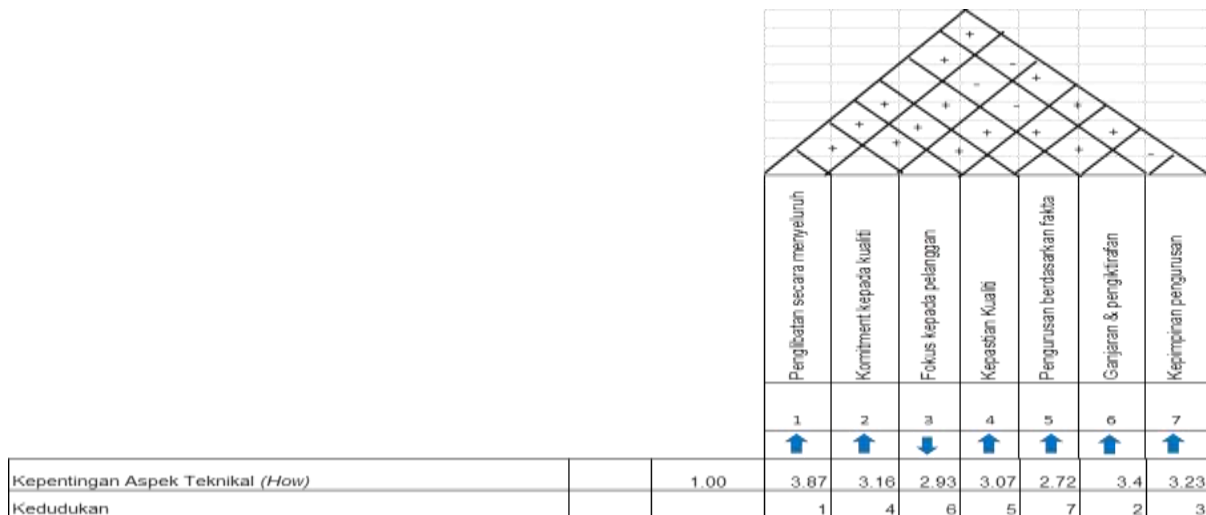 +
+ -
- +
+ + - +
+ + + + +
+ + + + -
Penglibatan secara menyeluruh
Komitment kepada kualiti
Fokus kepada pelanggan
Kepastian Kualiti
Pengurusan berdasarkan fakta
Ganjaran & pengiktirafan
Kepimpinan pengurusan
1 2 3 4 5 6 7
Kepentingan Aspek Teknikal (How) 1.00 3.87 3.16 2.93 3.07 2.72 3.4 3.23
Kedudukan 1 4 6 5 7 2 3